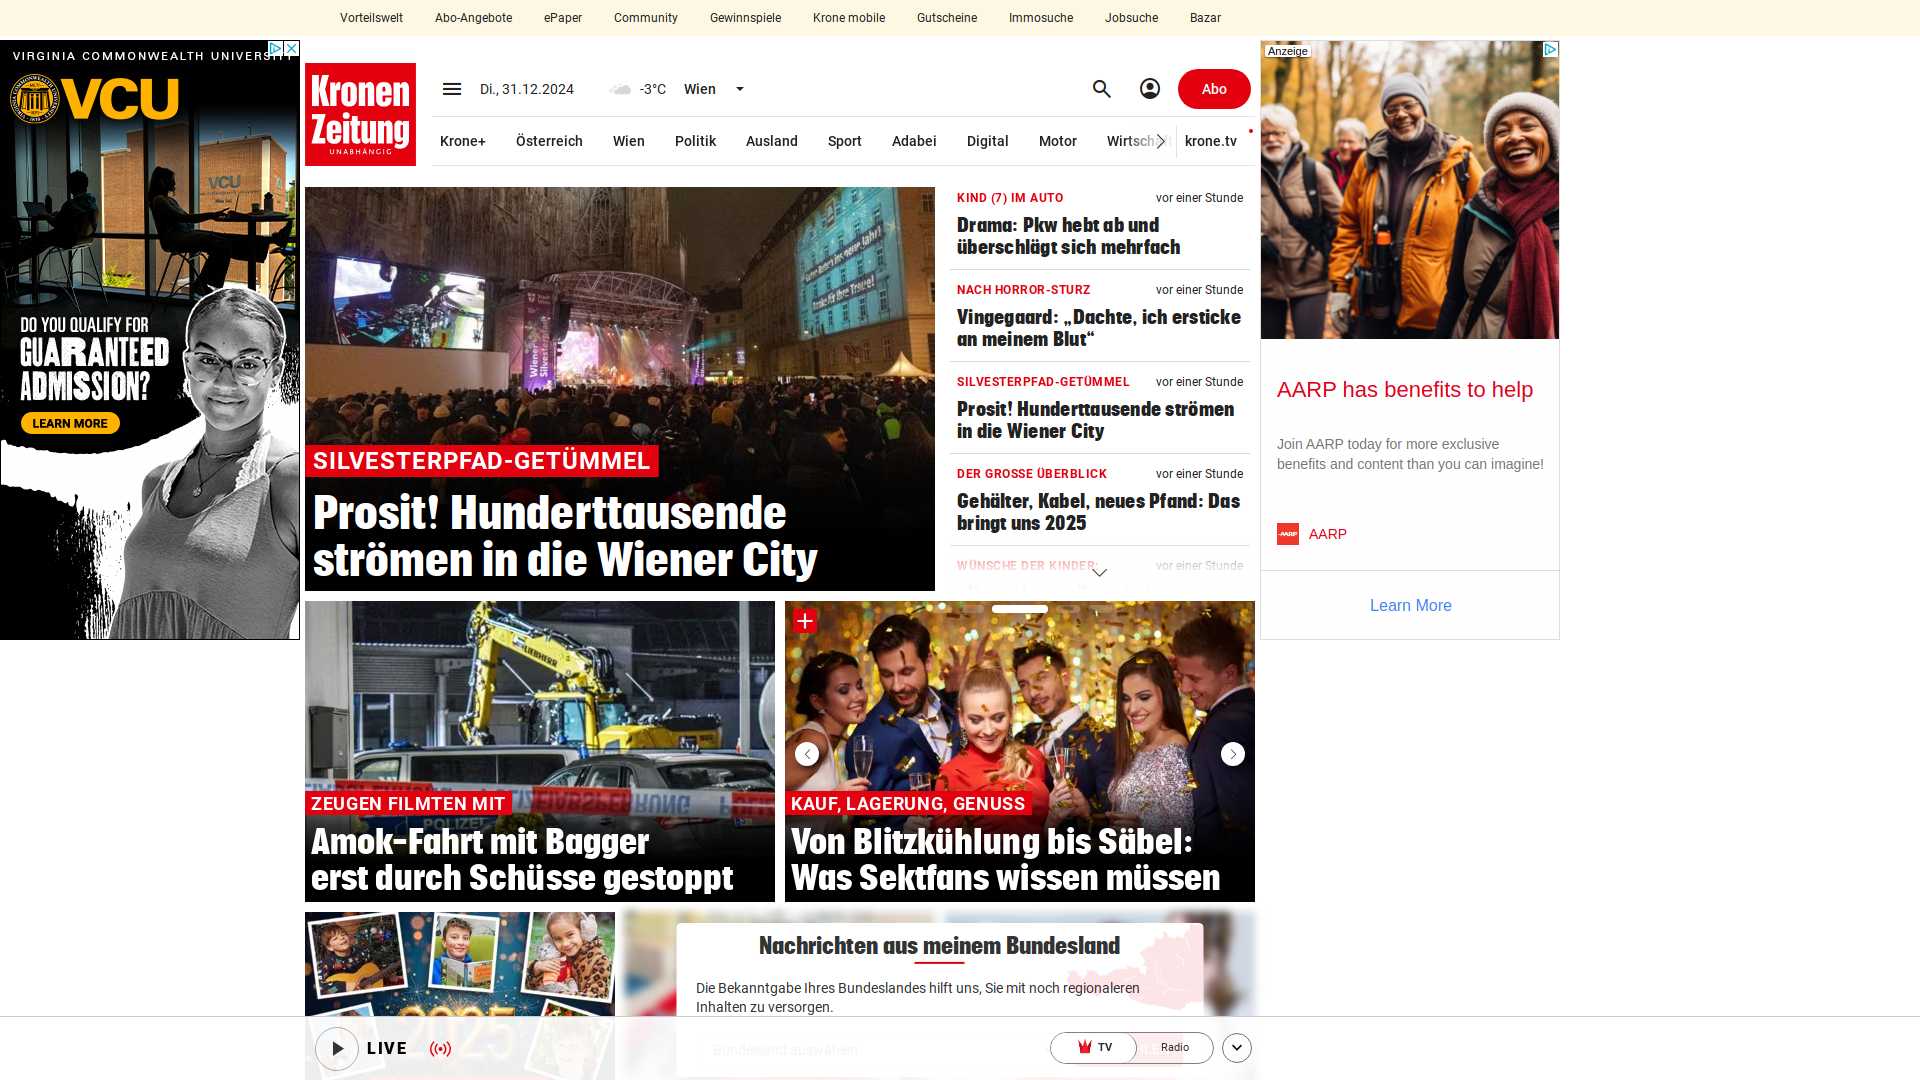 Vorteilswelt Abo-Angebote ePaper Community Gewinnspiele Krone mobile Gutscheine Immosuche Jobsuche Bazar
VIRGINIA COMMONWEALTH UNIVERSITY
VCU
VCU
DO YOU QUALIFY FOR
GUARANTEED
ADMISSION?
LEARN MORE
Kronen
Zeitung
UNABHÄNGIG
Di., 31.12.2024 -3°C Wien
Abo
Krone+ Österreich Wien Politik Ausland Sport Adabei Digital Motor Wirtschaft krone.tv
SILVESTERPFAD-GETÜMMEL
Prosit! Hunderttausende
strömen in die Wiener City
KIND (7) IM AUTO vor einer Stunde
Drama: Pkw hebt ab und
überschlägt sich mehrfach
NACH HORROR-STURZ vor einer Stunde
Vingegaard: „Dachte, ich ersticke
an meinem Blut“
SILVESTERPFAD-GETÜMMEL vor einer Stunde
Prosit! Hunderttausende strömen
in die Wiener City
DER GROSSE ÜBERBLICK vor einer Stunde
Gehälter, Kabel, neues Pfand: Das
bringt uns 2025
WÜNSCHE DER KINDER: vor einer Stunde
LIEBHERR
POLIZEI
ZEUGEN FILMTEN MIT
Amok-Fahrt mit Bagger
erst durch Schüsse gestoppt
KAUF, LAGERUNG, GENUSS
Von Blitzkühlung bis Säbel:
Was Sektfans wissen müssen
2025
Nachrichten aus meinem Bundesland
Die Bekanntgabe Ihres Bundeslandes hilft uns, Sie mit noch regionaleren
Inhalten zu versorgen.
Bundesland auswählen
LIVE
TV
Radio
Anzeige
AARP has benefits to help
Join AARP today for more exclusive
benefits and content than you can imagine!
AARP
AARP
Learn More